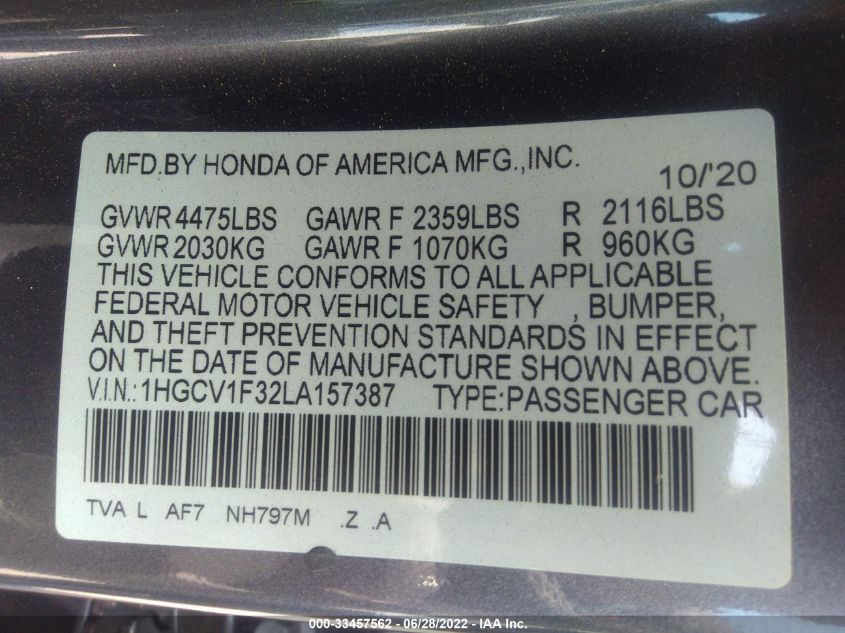 MFD.BY HONDA OF AMERICA MFG.,INC.
10/'20
GVWR 4475LBS GAWR F 2359LBS R 2116LBS
GVWR 2030KG GAWR F 1070KG R 960KG
THIS VEHICLE CONFORMS TO ALL APPLICABLE
FEDERAL MOTOR VEHICLE SAFETY , BUMPER,
AND THEFT PREVENTION STANDARDS IN EFFECT
ON THE DATE OF MANUFACTURE SHOWN ABOVE.
V.I.N.:1HGCV1F32LA157387 TYPE:PASSENGER CAR
TVA L AF7 NH797M .Z .A
000-33457562 - 06/28/2022 - IAA Inc.